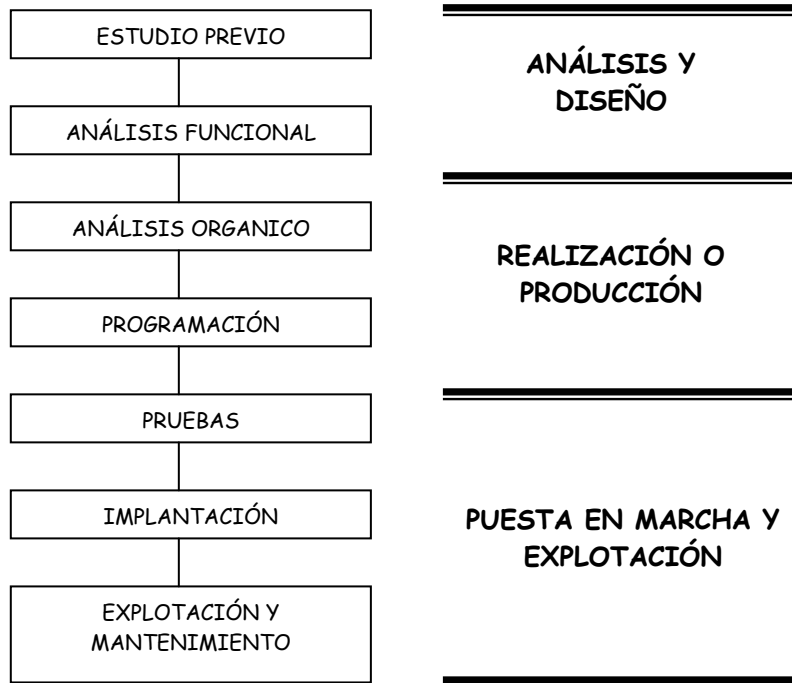 ESTUDIO PREVIO
ANÁLISIS FUNCIONAL
ANÁLISIS ORGANICO
PROGRAMACIÓN
PRUEBAS
IMPLANTACIÓN
EXPLOTACIÓN Y
MANTENIMIENTO
ANÁLISIS Y
DISEÑO
REALIZACIÓN O
PRODUCCIÓN
PUESTA EN MARCHA Y
EXPLOTACIÓN